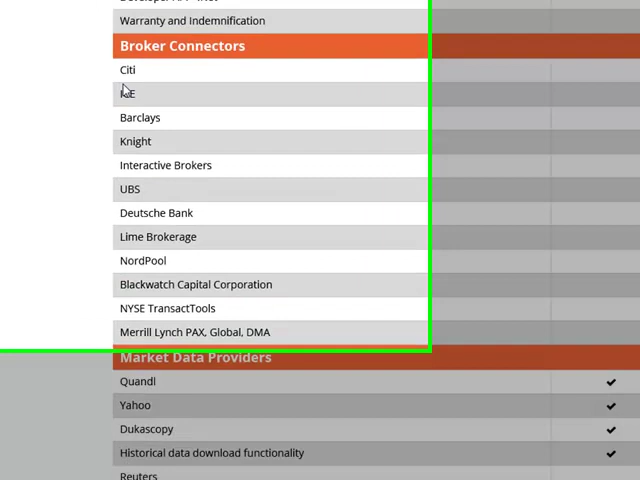 Warranty and Indemnification
Broker Connectors
Citi
Barclays
Knight
Interactive Brokers
UBS
Deutsche Bank
Lime Brokerage
NordPool
Blackwatch Capital Corporation
NYSE TransactTools
Merrill Lynch PAX, Global, DMA
Market Data Providers
Quandl
Yahoo
Dukascopy
Historical data download functionality
Reuters